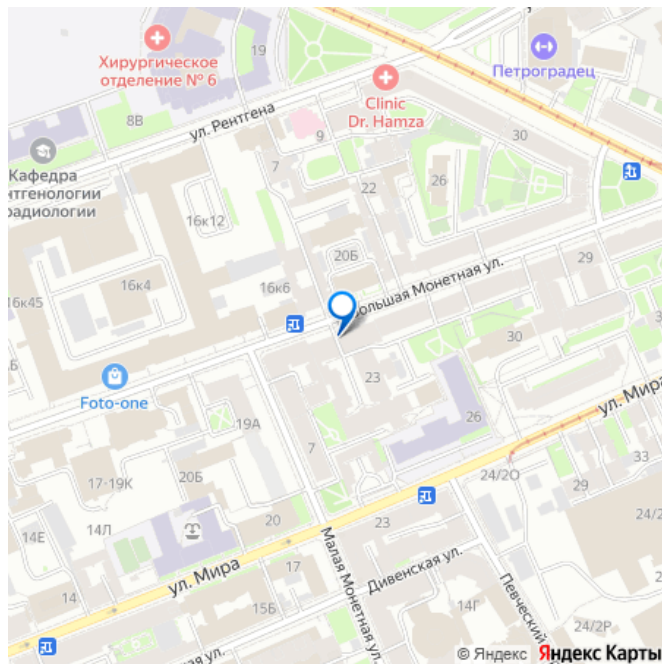 Хирургическое
отделение № 6
19
Петроградец
Clinic
Dr. Hamza
8В
ул. Рентгена
9
30
Кафедра
нтгенологии
радиологии
7
22
26
16к12
20Б
29
16к4
16к6
Большая Монетная ул.
16к45
30
Foto-one
23
ул. Мира
19А
26
7
17-19К
20Б
24/2О
33
29
14Л
20
23
14Е
24/2
ул. Мира
17
Малая Монетная ул.
Дивенская ул.
14
15Б
14Г
Певческий
24/2Р
ул.
© Яндекс Яндекс Карты